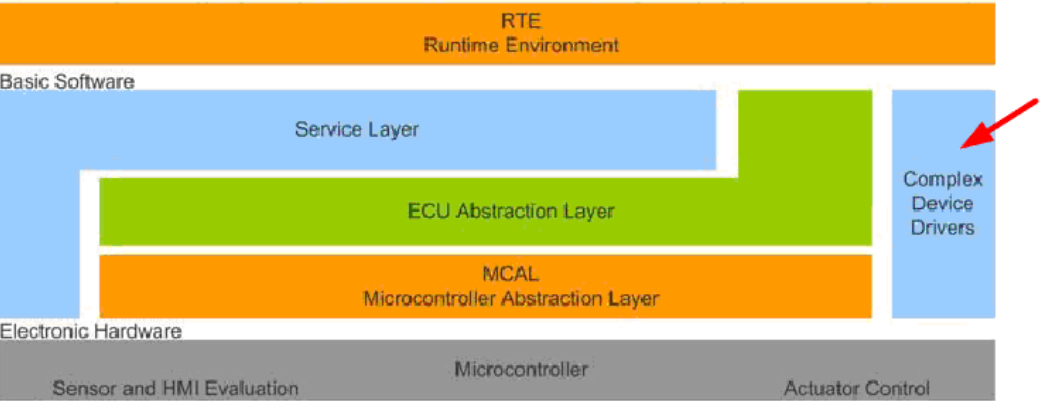 RTE
Runtime Environment
Basic Software
Service Layer
Complex
Device
Drivers
ECU Abstraction Layer
MCAL
Microcontroller Abstraction Layer
Electronic Hardware
Microcontroller
Sensor and HMI Evaluation
Actuator Control